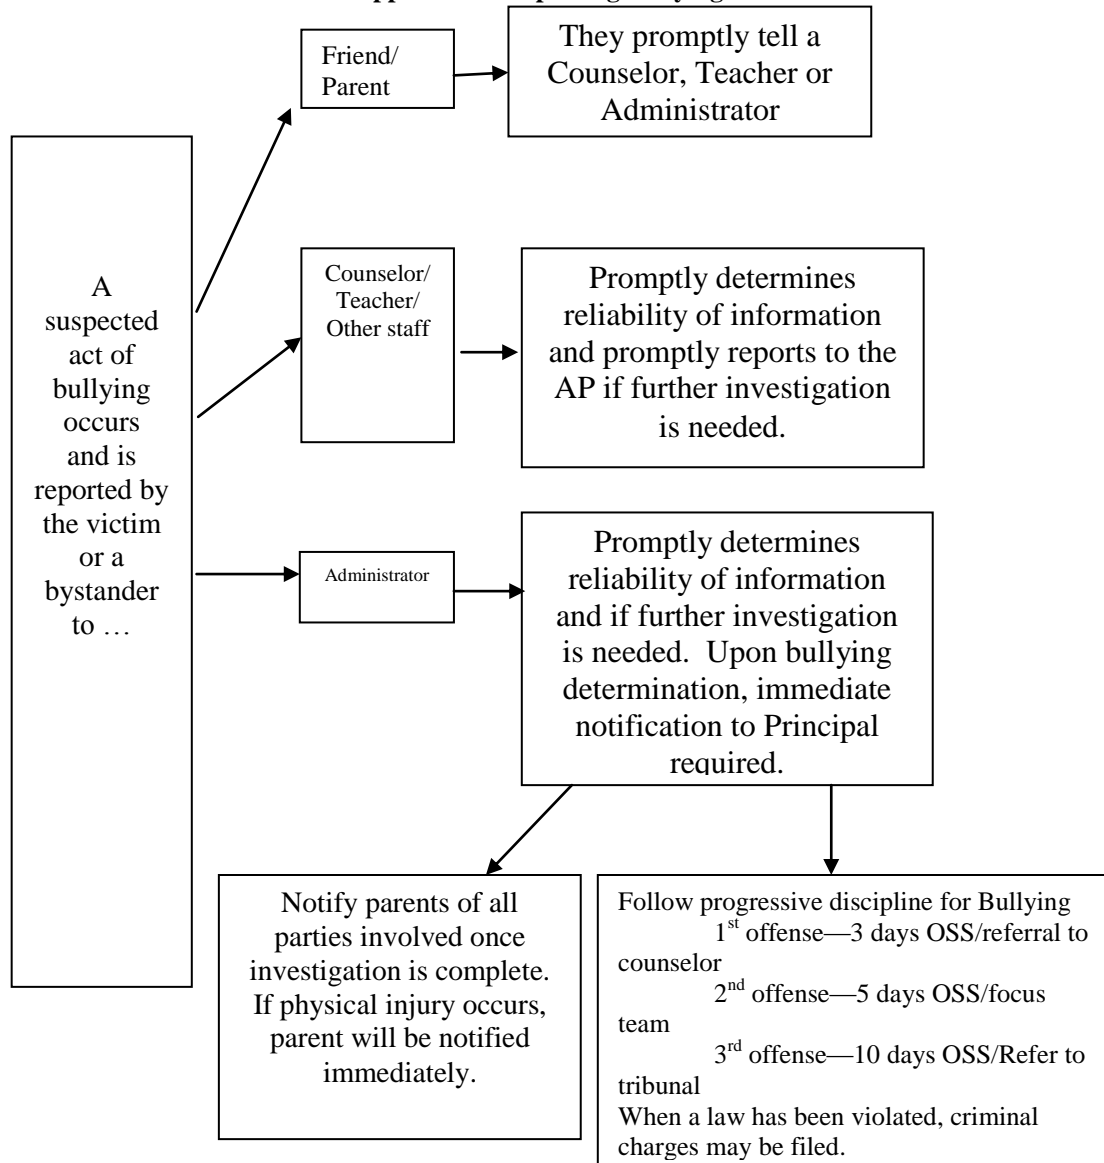 Friend/
Parent
They promptly tell a
Counselor, Teacher or
Administrator
A
suspected
act of
bullying
occurs
and is
reported by
the victim
or a
bystander
to …
Counselor/
Teacher/
Other staff
Promptly determines
reliability of information
and promptly reports to the
AP if further investigation
is needed.
Administrator
Promptly determines
reliability of information
and if further investigation
is needed. Upon bullying
determination, immediate
notification to Principal
required.
Notify parents of all
parties involved once
investigation is complete.
If physical injury occurs,
parent will be notified
immediately.
Follow progressive discipline for Bullying
1st offense—3 days OSS/referral to
counselor
2nd offense—5 days OSS/focus
team
3rd offense—10 days OSS/Refer to
tribunal
When a law has been violated, criminal
charges may be filed.